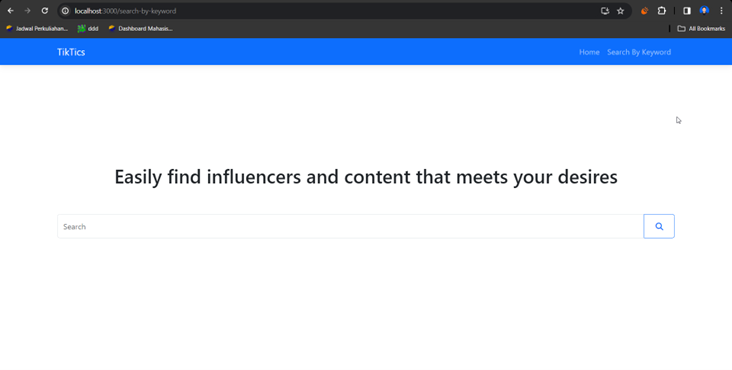 localhost:3000/search-by-keyword
Jadwal Perkuliahan... ddd Dashboard Mahasis... All Bookmarks
TikTics Home Search By Keyword
Easily find influencers and content that meets your desires
Search